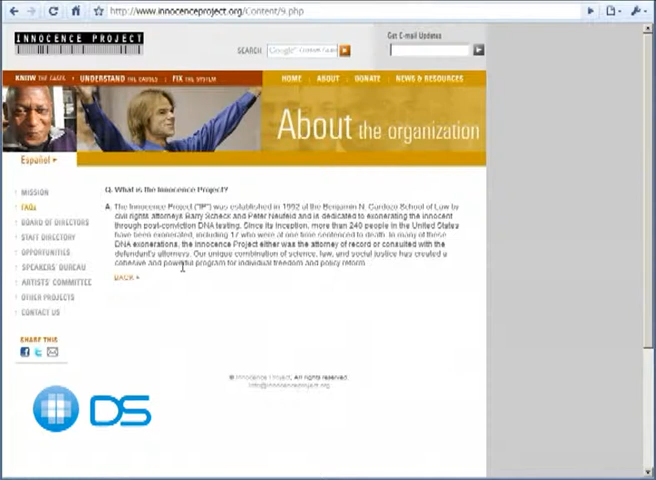 http://www.innocenceproject.org/Content/9.php
INNOCENCE PROJECT
Get E-mail Updates
SEARCH
Google Custom Search
KNOW THE CASES UNDERSTAND THE CAUSES FIX THE SYSTEM
HOME ABOUT DONATE NEWS & RESOURCES
About the organization
Español
MISSION
FAQs
BOARD OF DIRECTORS
STAFF DIRECTORY
OPPORTUNITIES
SPEAKERS' BUREAU
ARTISTS' COMMITTEE
OTHER PROJECTS
CONTACT US
SHARE THIS
Q. What is the Innocence Project?
A. The Innocence Project ("IP") was established in 1992 at the Benjamin N. Cardozo School of Law by
civil rights attorneys Barry Scheck and Peter Neufeld and is dedicated to exonerating the innocent
through post-conviction DNA testing. Since its inception, more than 240 people in the United States
have been exonerated, including 17 who were at one time sentenced to death. In many of these
DNA exonerations, the Innocence Project either was the attorney of record or consulted with the
defendant's attorneys. Our unique combination of science, law, and social justice has created a
cohesive and powerful program for individual freedom and policy reform.
BACK
© Innocence Project, All rights reserved.
info@innocenceproject.org
DS